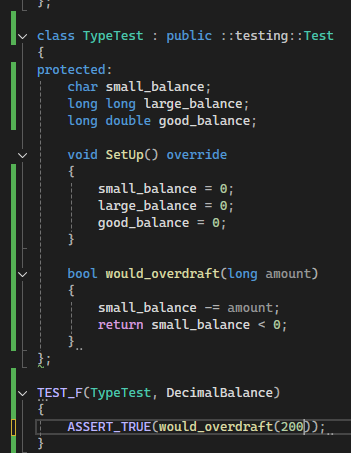 };
class TypeTest : public ::testing::Test
{
protected:
char small_balance;
long long large_balance;
long double good_balance;
void SetUp() override
{
small_balance = 0;
large_balance = 0;
good_balance = 0;
}
bool would_overdraft(long amount)
{
small_balance -= amount;
return small_balance < 0;
}
};
TEST_F(TypeTest, DecimalBalance)
{
ASSERT_TRUE(would_overdraft(200));
}